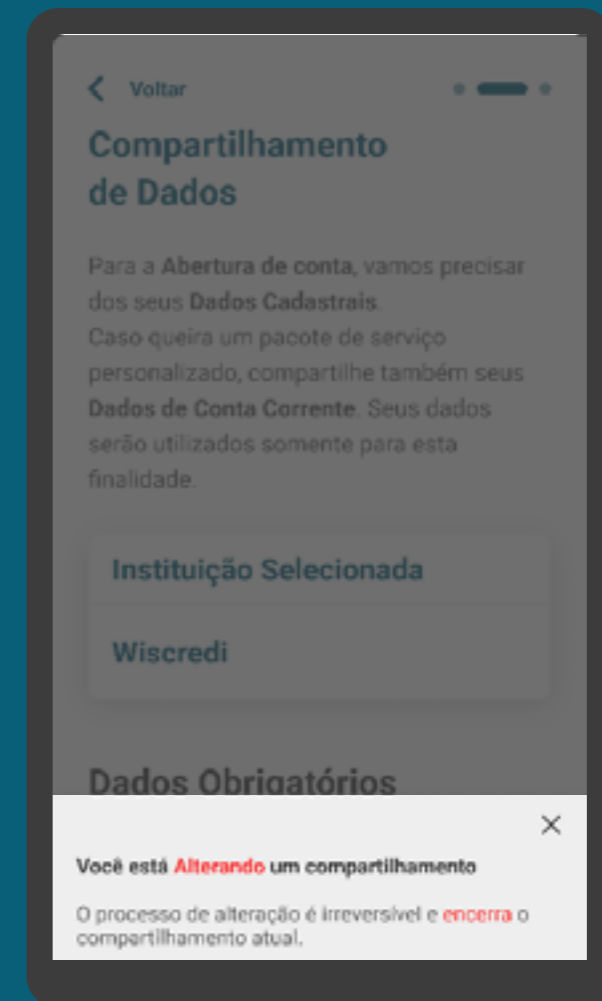 Voltar
Compartilhamento
de Dados
Para a Abertura de conta, vamos precisar
dos seus Dados Cadastrais.
Caso queira um pacote de serviço
personalizado, compartilhe também seus
Dados de Conta Corrente. Seus dados
serão utilizados somente para esta
finalidade.
Instituição Selecionada
Wiscredi
Dados Obrigatórios
Você está Alterando um compartilhamento
O processo de alteração é irreversível e encerra o
compartilhamento atual.